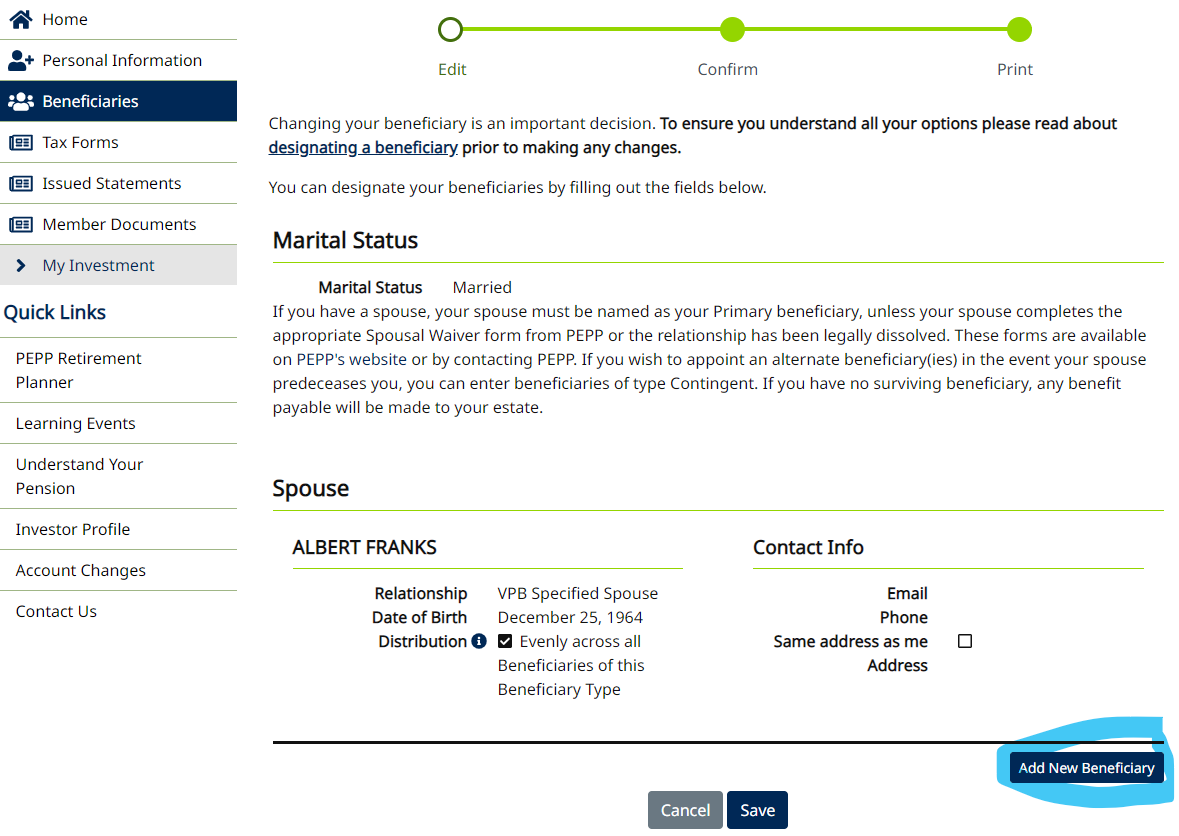 Home
Personal Information
Beneficiaries
Tax Forms
Issued Statements
Member Documents
My Investment
Quick Links
PEPP Retirement
Planner
Learning Events
Understand Your
Pension
Investor Profile
Account Changes
Contact Us
Edit
Confirm
Print
Changing your beneficiary is an important decision. To ensure you understand all your options please read about
designating a beneficiary prior to making any changes.
You can designate your beneficiaries by filling out the fields below.
Marital Status
Marital Status Married
If you have a spouse, your spouse must be named as your Primary beneficiary, unless your spouse completes the
appropriate Spousal Waiver form from PEPP or the relationship has been legally dissolved. These forms are available
on PEPP's website or by contacting PEPP. If you wish to appoint an alternate beneficiary(ies) in the event your spouse
predeceases you, you can enter beneficiaries of type Contingent. If you have no surviving beneficiary, any benefit
payable will be made to your estate.
Spouse
ALBERT FRANKS
Relationship VPB Specified Spouse
Date of Birth December 25, 1964
Distribution Evenly across all
Beneficiaries of this
Beneficiary Type
Contact Info
Email
Phone
Same address as me
Address
Add New Beneficiary
Cancel
Save